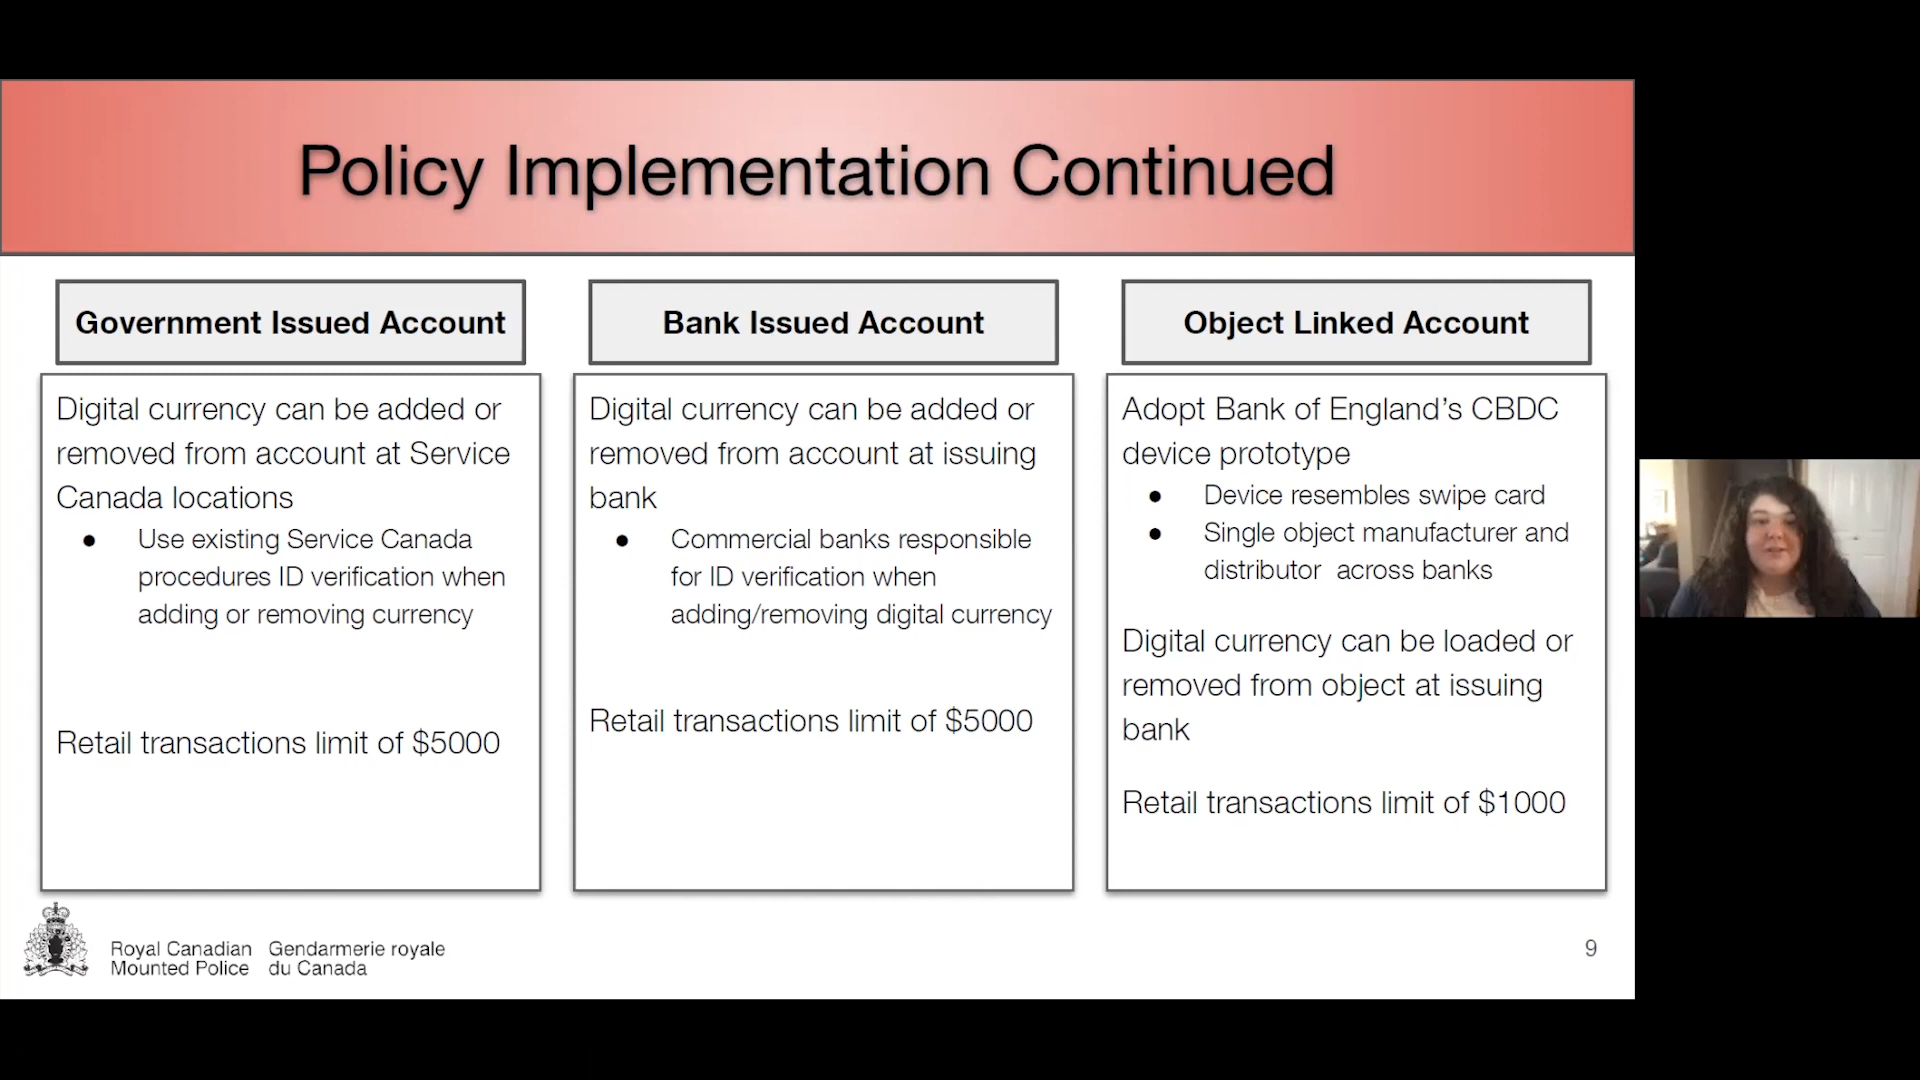 Policy Implementation Continued
Government Issued Account
Digital currency can be added or
removed from account at Service
Canada locations
● Use existing Service Canada
procedures ID verification when
adding or removing currency
Retail transactions limit of $5000
Bank Issued Account
Digital currency can be added or
removed from account at issuing
bank
● Commercial banks responsible
for ID verification when
adding/removing digital currency
Retail transactions limit of $5000
Object Linked Account
Adopt Bank of England’s CBDC
device prototype
● Device resembles swipe card
● Single object manufacturer and
distributor across banks
Digital currency can be loaded or
removed from object at issuing
bank
Retail transactions limit of $1000
Royal Canadian
Mounted Police
Gendarmerie royale
du Canada
9